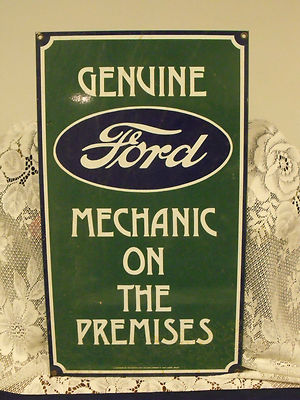 GENUINE
Ford
MECHANIC
ON
THE
PREMISES